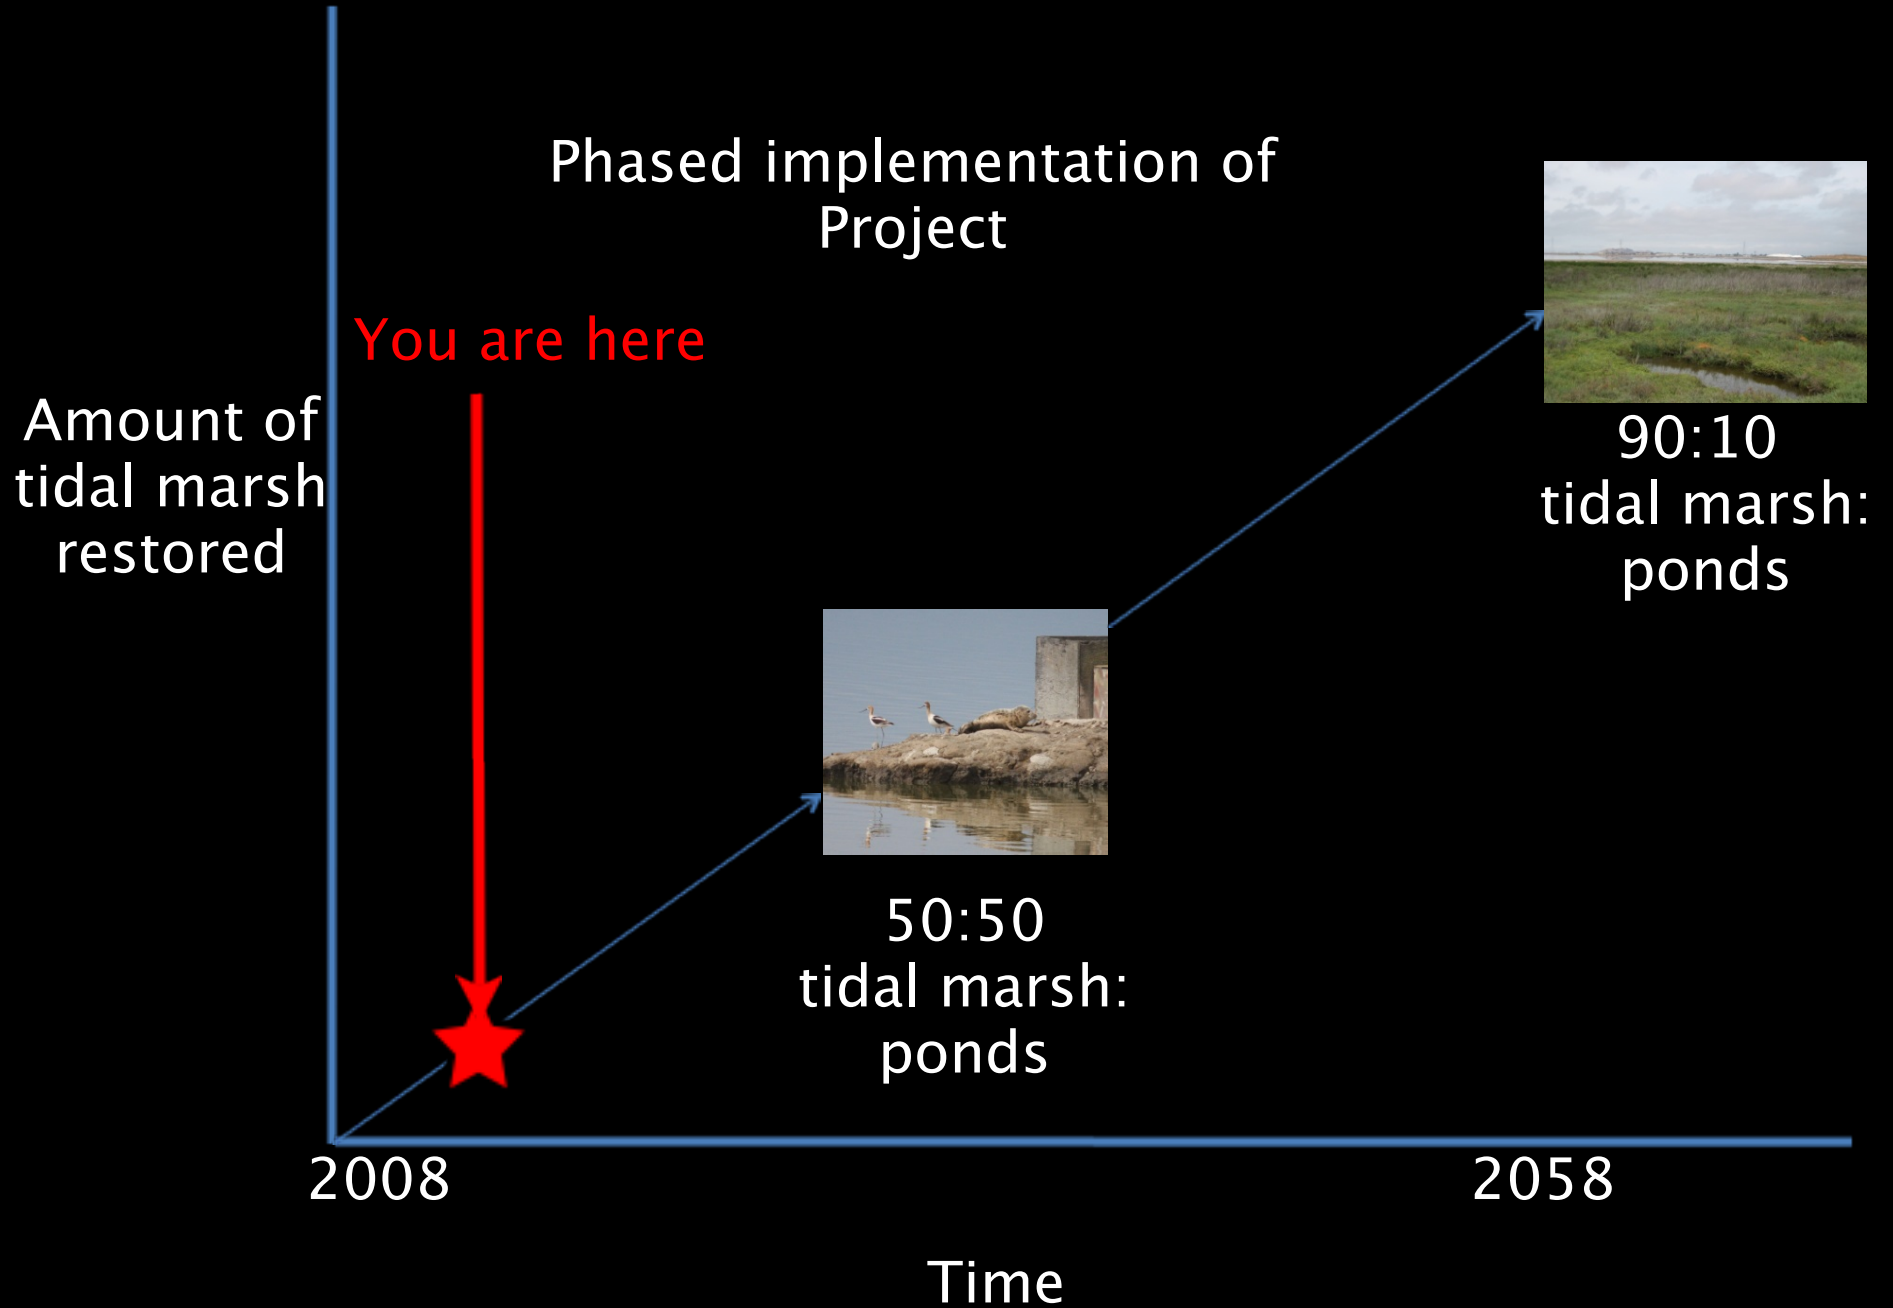 Phased implementation of
Project
You are here
Amount of
tidal marsh
restored
90:10
tidal marsh:
ponds
50:50
tidal marsh:
ponds
2008
2058
Time